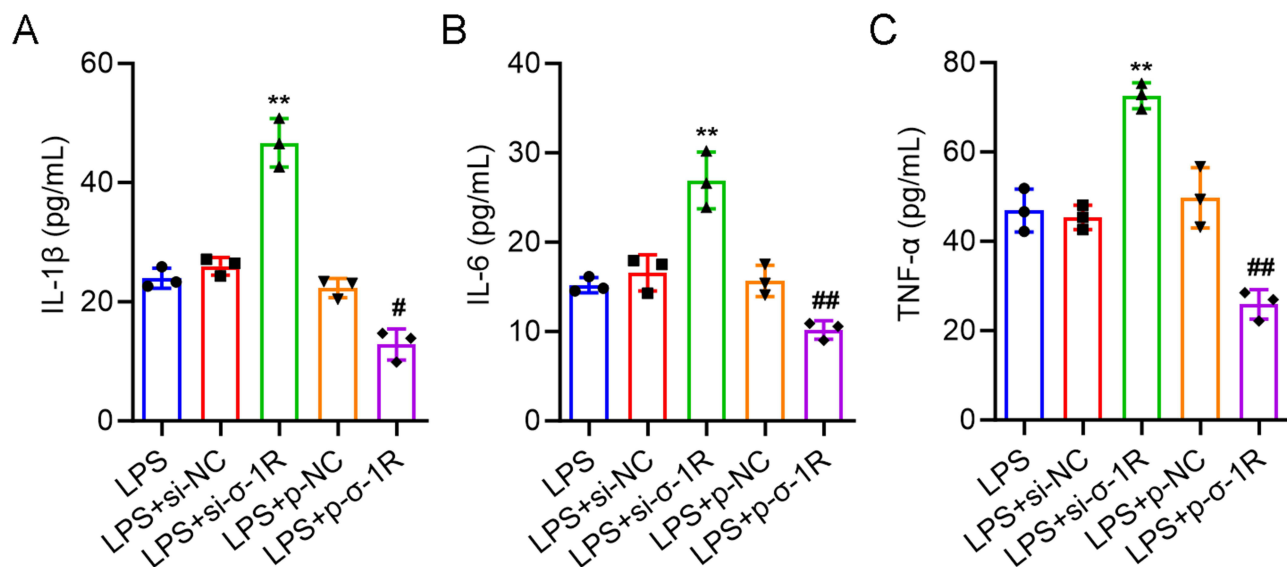 A
IL-1β (pg/mL)
60
40
20
0
**
#
LPS
LPS+si-NC
LPS+si-σ-1R
LPS+p-NC
LPS+p-σ-1R
B
IL-6 (pg/mL)
40
30
20
10
0
**
##
LPS
LPS+si-NC
LPS+si-σ-1R
LPS+p-NC
LPS+p-σ-1R
C
TNF-α (pg/mL)
80
60
40
20
0
**
##
LPS
LPS+si-NC
LPS+si-σ-1R
LPS+p-NC
LPS+p-σ-1R